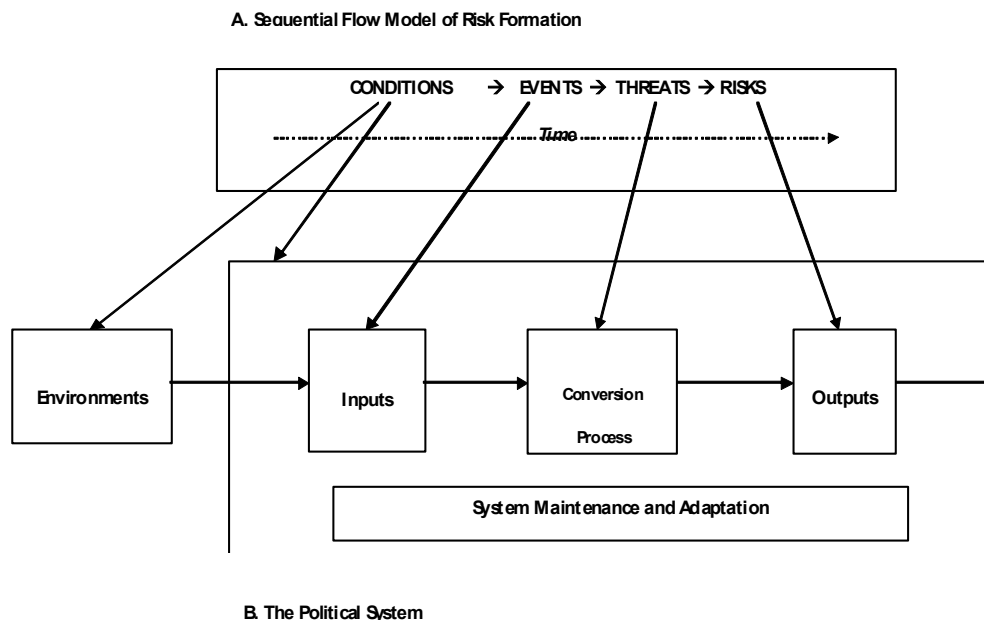 A. Sequential Flow Model of Risk Formation
CONDITIONS → EVENTS → THREATS → RISKS
Time
Environments
Inputs
Conversion
Process
Outputs
System Maintenance and Adaptation
B. The Political System